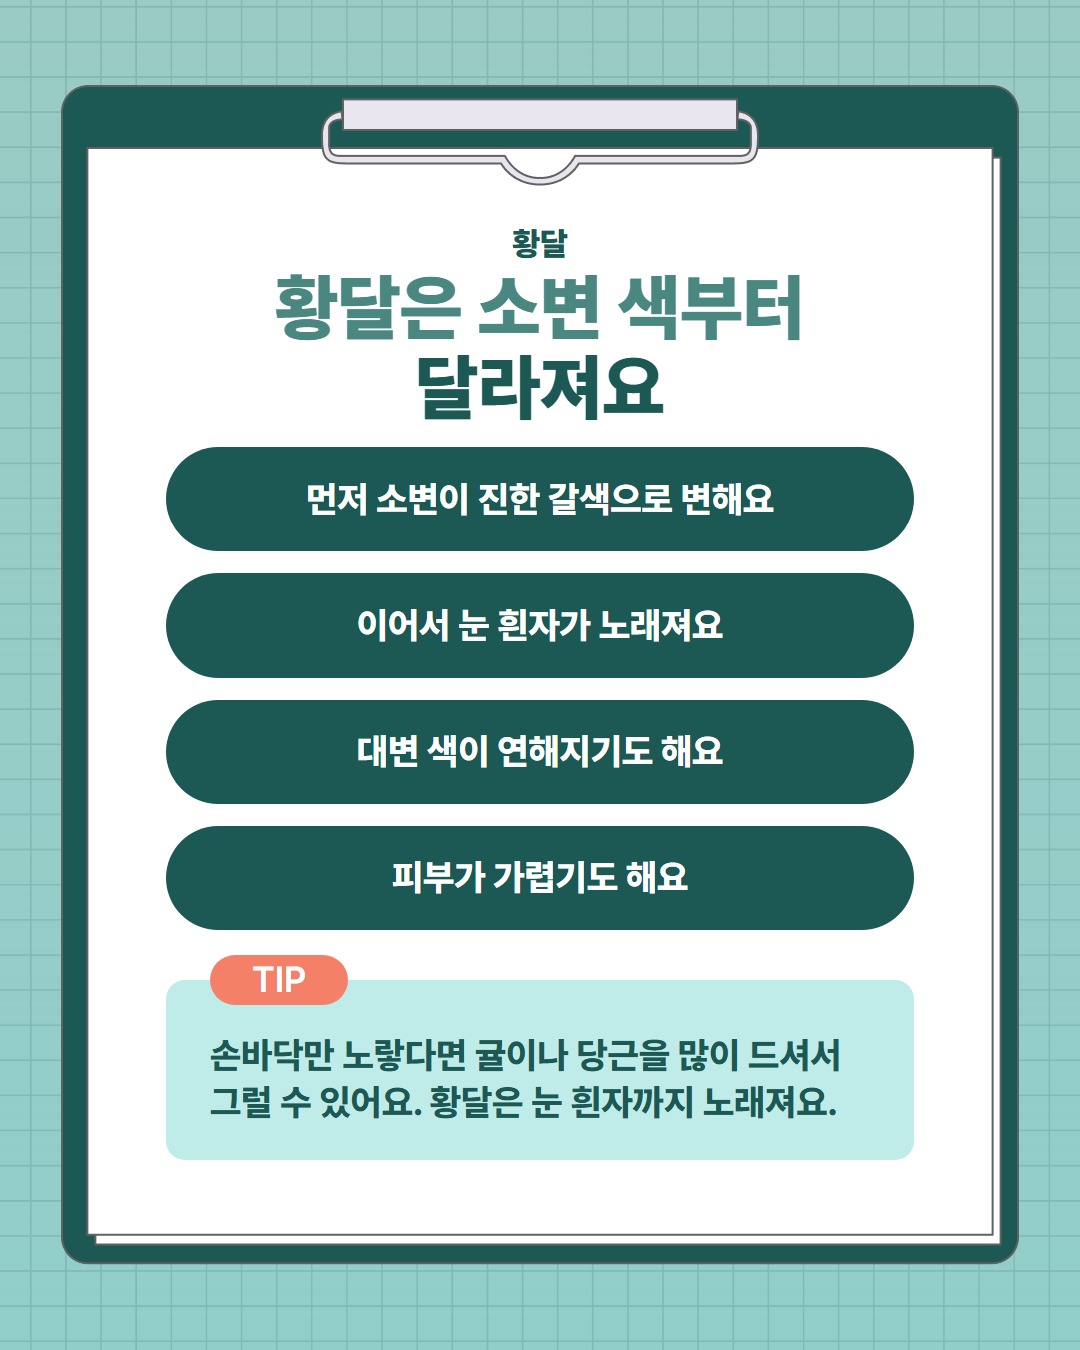 황달
황달은 소변 색부터
달라져요
먼저 소변이 진한 갈색으로 변해요
이어서 눈 흰자가 노래져요
대변 색이 연해지기도 해요
피부가 가렵기도 해요
TIP
손바닥만 노랗다면 귤이나 당근을 많이 드셔서
그럴 수 있어요. 황달은 눈 흰자까지 노래져요.